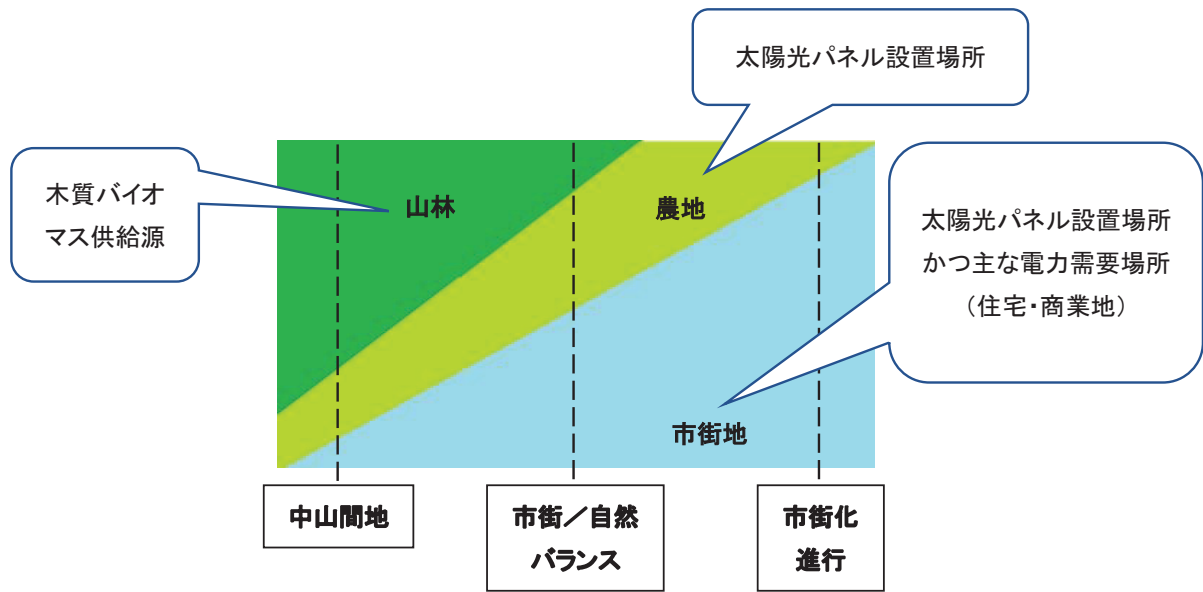 太陽光パネル設置場所
木質バイオ
マス供給源
山林
農地
太陽光パネル設置場所
かつ主な電力需要場所
（住宅・商業地）
市街地
中山間地
市街／自然
バランス
市街化
進行